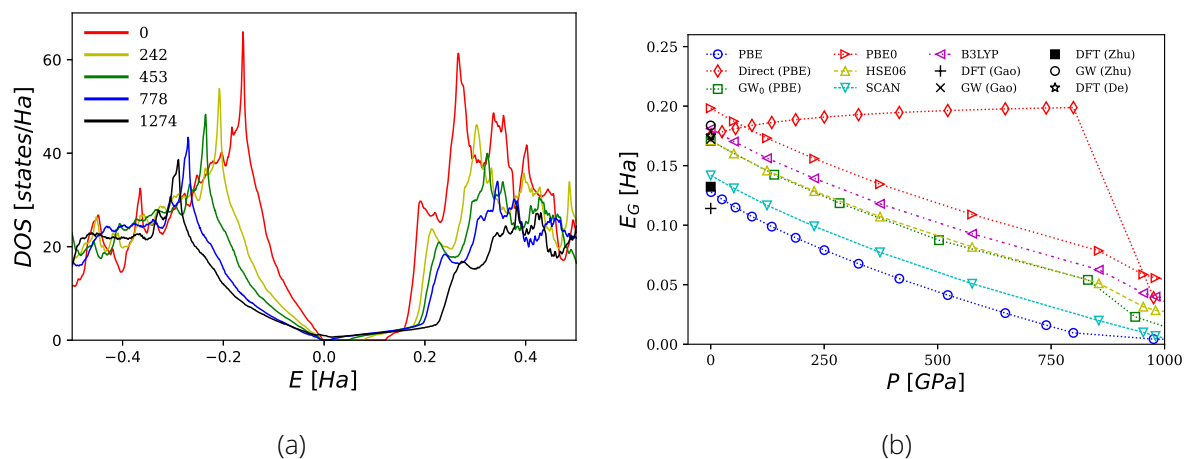 0
242
453
778
1274
DOS [states/Ha]
60
40
20
0
−0.4
−0.2
0.0
0.2
0.4
E [Ha]
(a)
PBE
Direct (PBE)
GW₀ (PBE)
PBE0
HSE06
SCAN
B3LYP
DFT (Gao)
GW (Gao)
DFT (Zhu)
GW (Zhu)
DFT (De)
E_G [Ha]
0.25
0.20
0.15
0.10
0.05
0.00
0
250
500
750
1000
P [GPa]
(b)